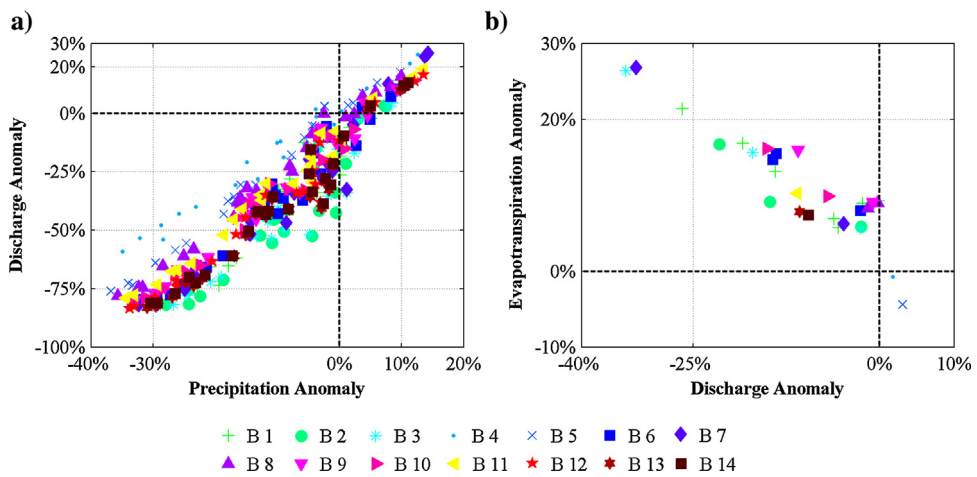 a)
30%
20%
0%
-25%
-50%
-75%
-100%
Discharge Anomaly
-40%
-30%
0%
10%
20%
Precipitation Anomaly
b)
30%
20%
0%
-10%
Evapotranspiration Anomaly
-40%
-25%
0%
10%
Discharge Anomaly
B 1 B 2 B 3 B 4 B 5 B 6 B 7
B 8 B 9 B 10 B 11 B 12 B 13 B 14